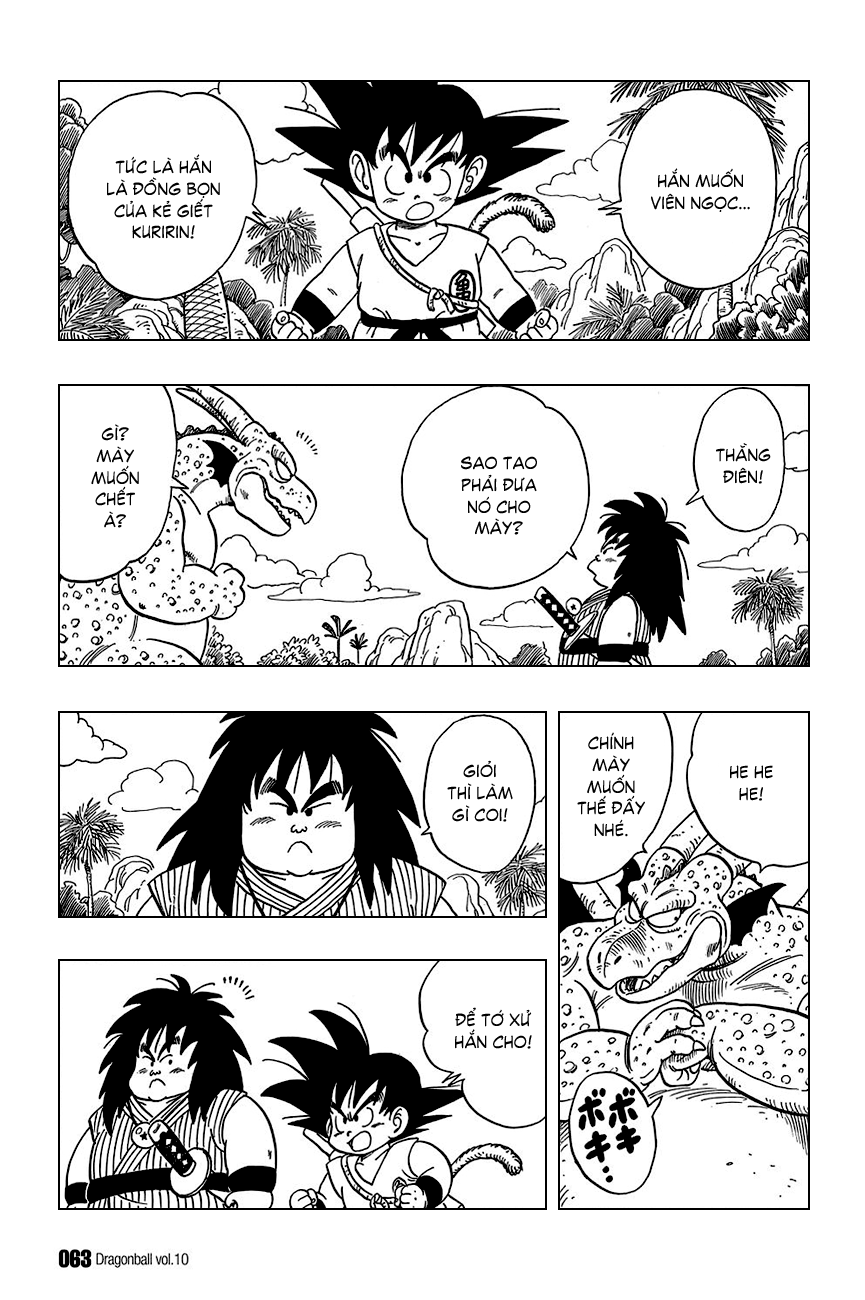 HẮN MUỐN
VIÊN NGỌC...
TỨC LÀ HẮN
LÀ ĐỒNG BỌN
CỦA KẺ GIẾT
KURIRIN!
亀
THẰNG
ĐIÊN!
SAO TAO
PHẢI ĐƯA
NÓ CHO
MÀY?
GÌ?
MÀY
MUỐN
CHẾT
À?
HE HE
HE!
CHÍNH
MÀY
MUỐN
THẾ ĐẤY
NHÉ.
ボキ
ボキ...
GIỎI
THÌ LÀM
GÌ COI!
ĐỂ TỚ XỬ
HẮN CHO!
063 Dragonball vol.10